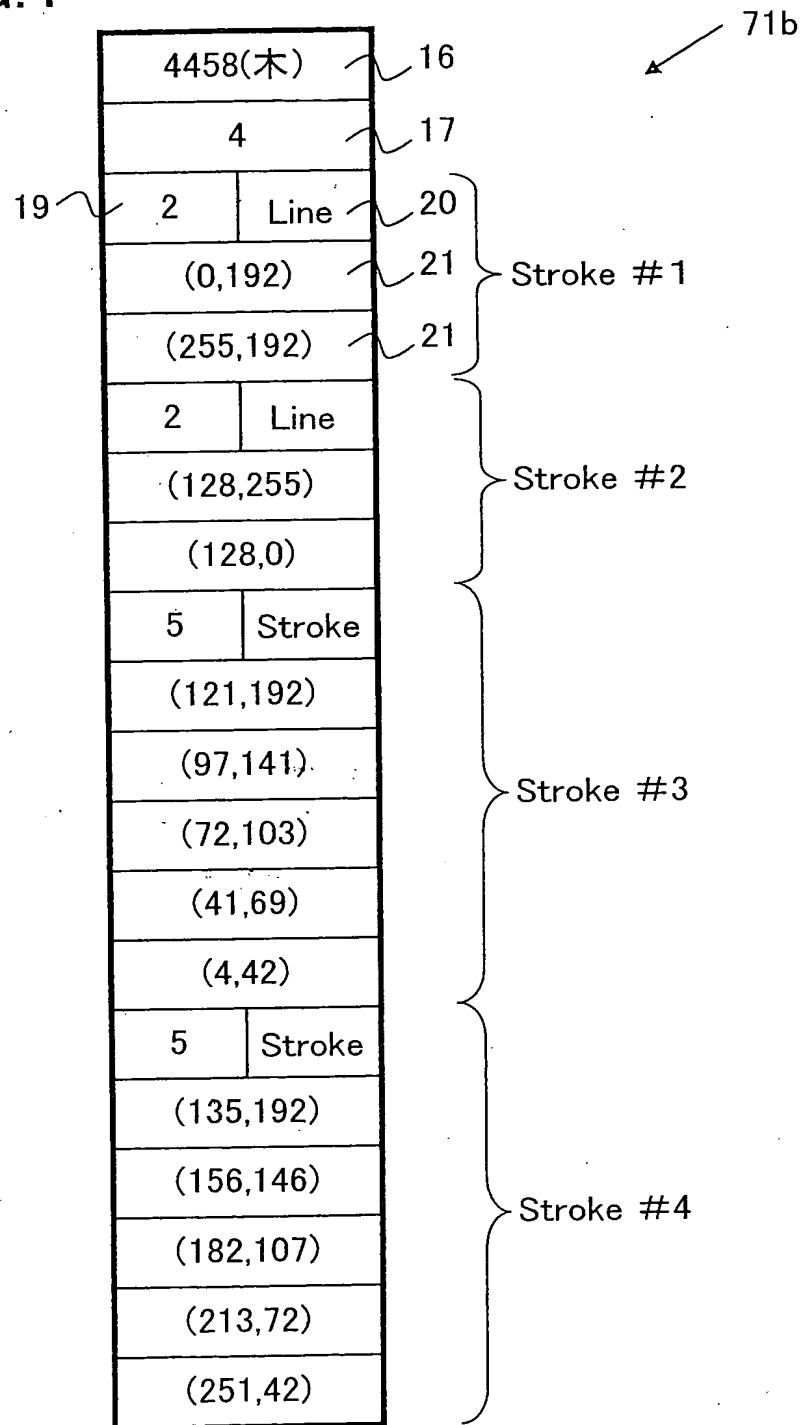 71b
4458(木) 16
4 17
19 2 Line 20
(0,192) 21
Stroke #1
(255,192) 21
2 Line
(128,255) Stroke #2
(128,0)
5 Stroke
(121,192)
(97,141)
Stroke #3
(72,103)
(41,69)
(4,42)
5 Stroke
(135,192)
(156,146)
Stroke #4
(182,107)
(213,72)
(251,42)